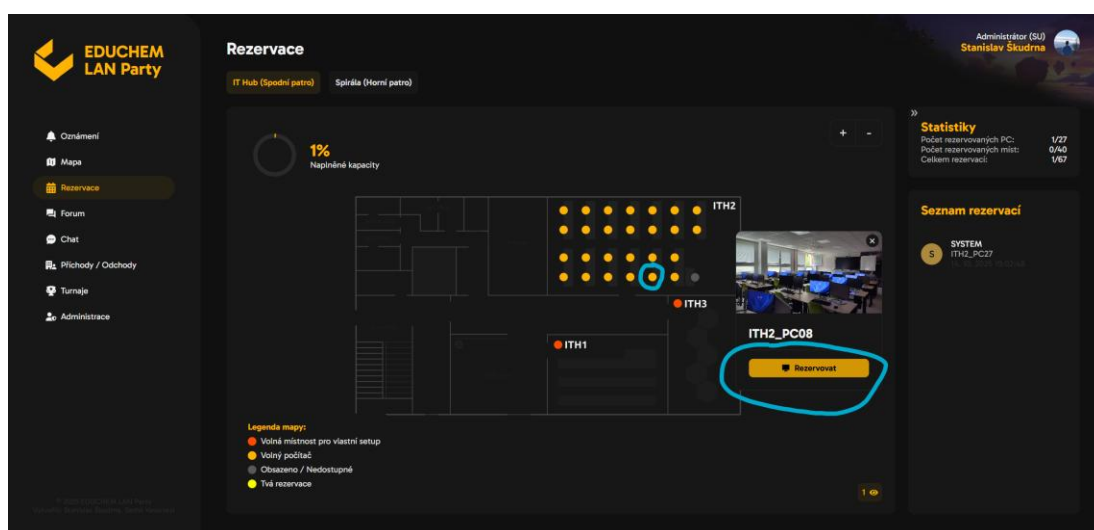 EDUCHEM
LAN Party
Oznámení
Mapa
Rezervace
Forum
Chat
Příchody / Odchody
Turnaje
Administrace
Rezervace
IT Hub (Spodní patro)
Spirála (Horní patro)
1%
Naplněné kapacity
+ -
ITH2
ITH3
ITH1
ITH2_PC08
Rezervovat
Legenda mapy:
Volná místnost pro vlastní setup
Volný počítač
Obsazeno / Nedostupné
Tvá rezervace
1
Administrátor (SU)
Stanislav Škudrna
»
Statistiky
Počet rezervovaných PC: 1/27
Počet rezervovaných míst: 0/40
Celkem rezervací: 1/67
Seznam rezervací
S
SYSTEM
ITH2_PC27